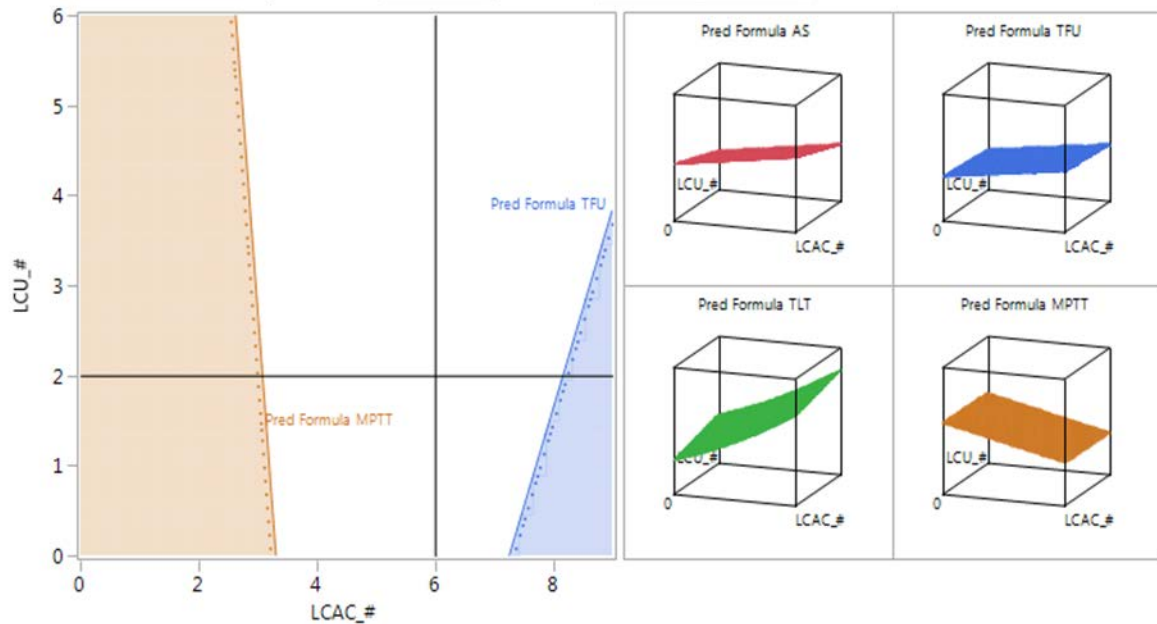 6
5
4
3
2
1
0
LCU_#
0
2
4
6
8
LCAC_#
Pred Formula TFU
Pred Formula MPTT
Pred Formula AS
LCU_#
0
LCAC_#
Pred Formula TFU
LCU_#
0
LCAC_#
Pred Formula TLT
LCU_#
0
LCAC_#
Pred Formula MPTT
LCU_#
0
LCAC_#